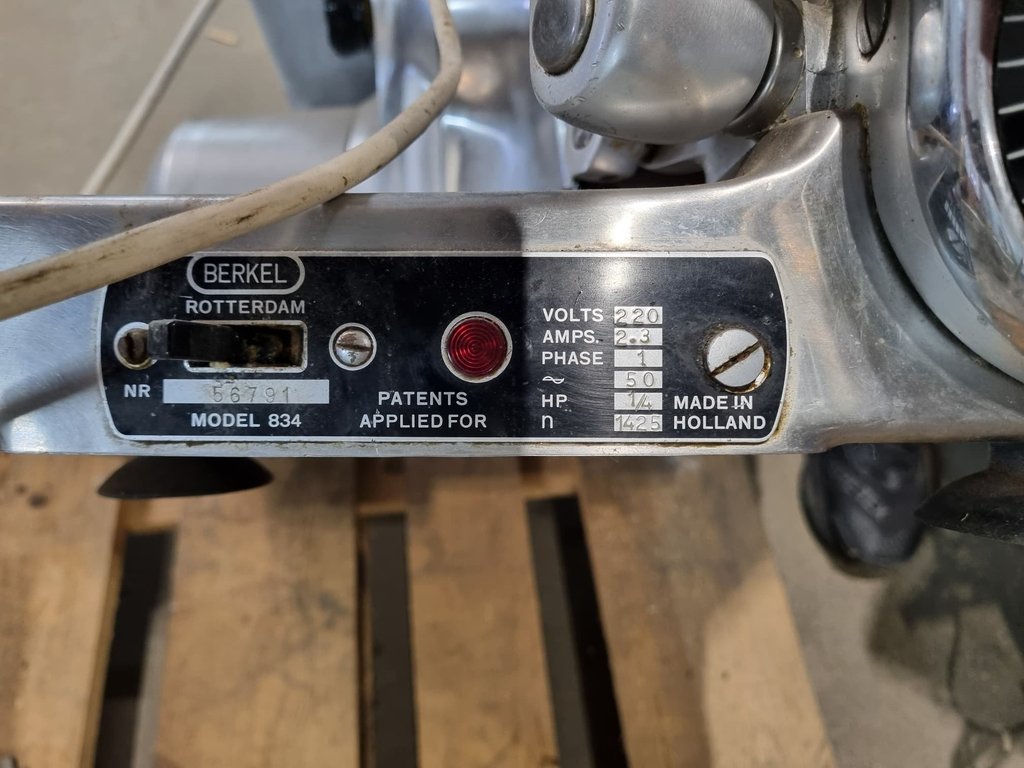 BERKEL
ROTTERDAM
NR 56791
MODEL 834
PATENTS
APPLIED FOR
VOLTS 220
AMPS. 2.3
PHASE 1
~ 50
HP 1/4
n 1425
MADE IN
HOLLAND